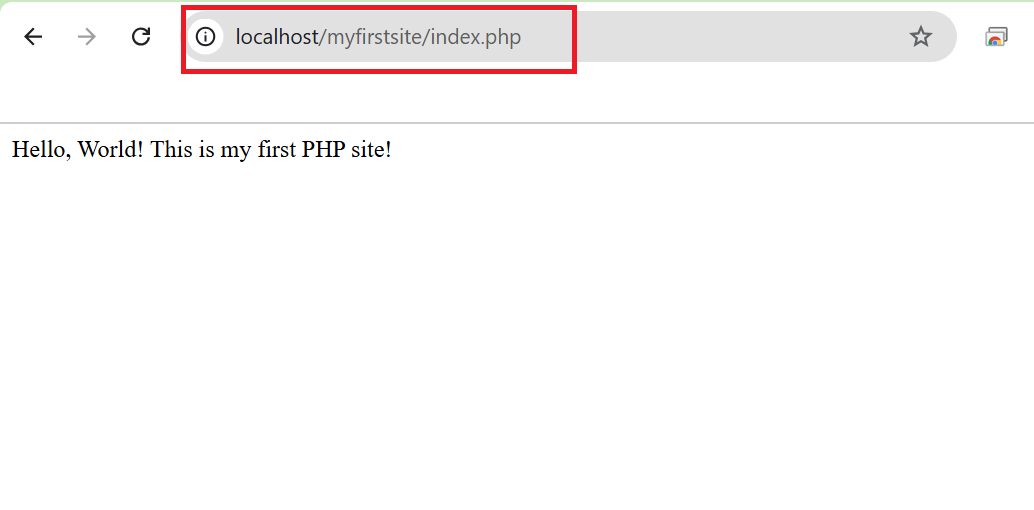 localhost/myfirstsite/index.php
Hello, World! This is my first PHP site!